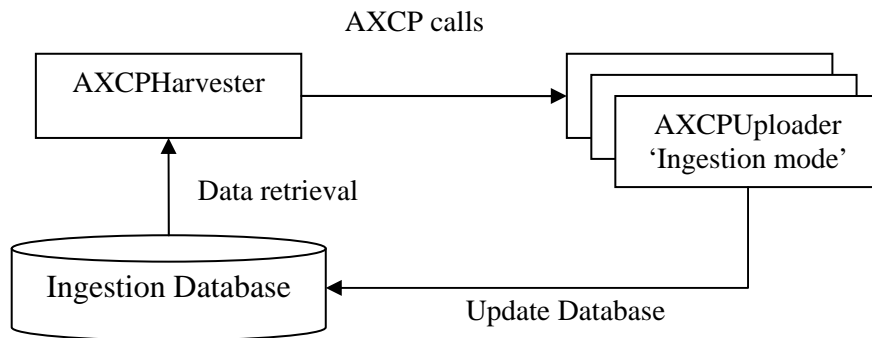 AXCP calls
AXCPHarvester
AXCPUploader
‘Ingestion mode’
Data retrieval
Ingestion Database
Update Database